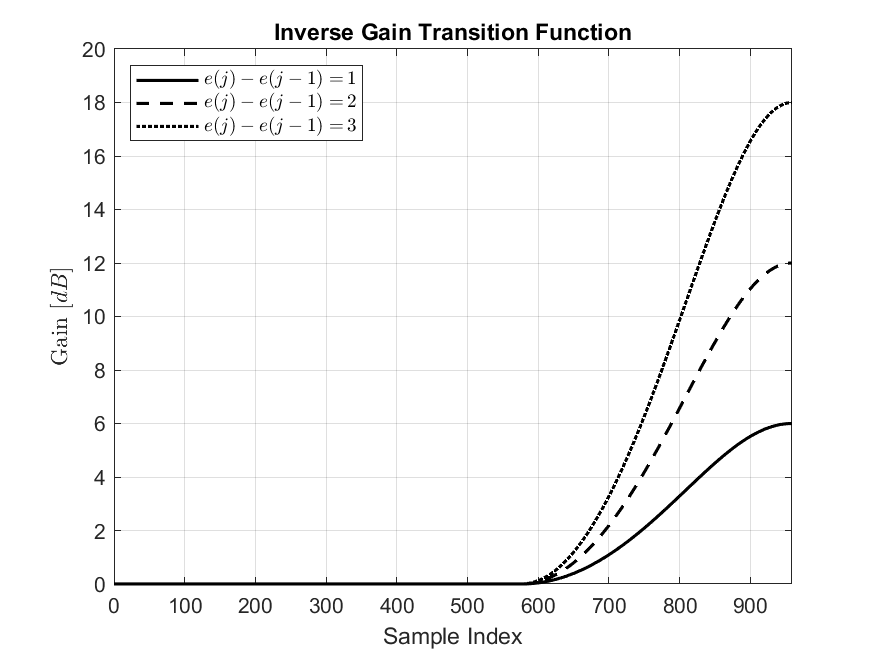 Inverse Gain Transition Function
20
18
16
14
12
10
8
6
4
2
0
Gain [dB]
e(j) − e(j − 1) = 1
e(j) − e(j − 1) = 2
e(j) − e(j − 1) = 3
0 100 200 300 400 500 600 700 800 900
Sample Index